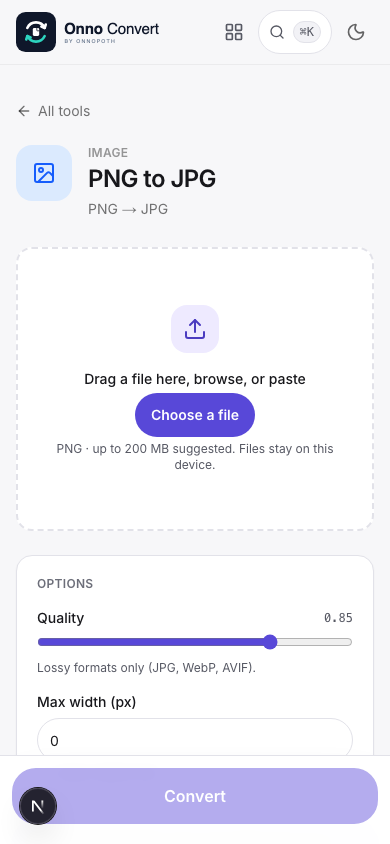 Onno Convert
BY ONNOPOTH
⌘K
← All tools
IMAGE
PNG to JPG
PNG → JPG
Drag a file here, browse, or paste
Choose a file
PNG · up to 200 MB suggested. Files stay on this
device.
OPTIONS
Quality
0.85
Lossy formats only (JPG, WebP, AVIF).
Max width (px)
0
Convert
N